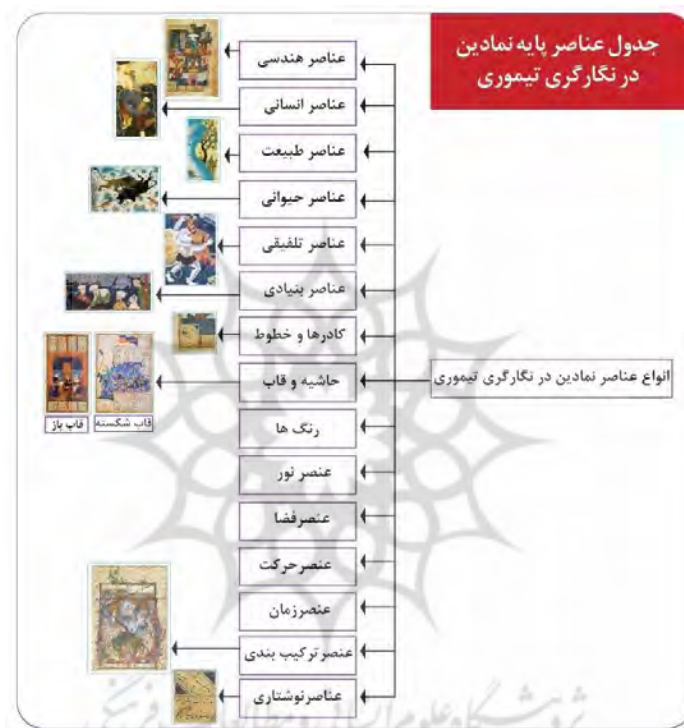 جدول عناصر پایه نمادین
در نگارگری تیموری
انواع عناصر نمادین در نگارگری تیموری
عناصر هندسی
عناصر انسانی
عناصر طبیعت
عناصر حیوانی
عناصر تلفیقی
عناصر بنیادی
کادرها و خطوط
حاشیه و قاب
قاب شکسته
قاب باز
رنگ ها
عنصر نور
عنصرفضا
عنصرحرکت
عنصرزمان
عنصرترکیب بندی
عناصرنوشتاری